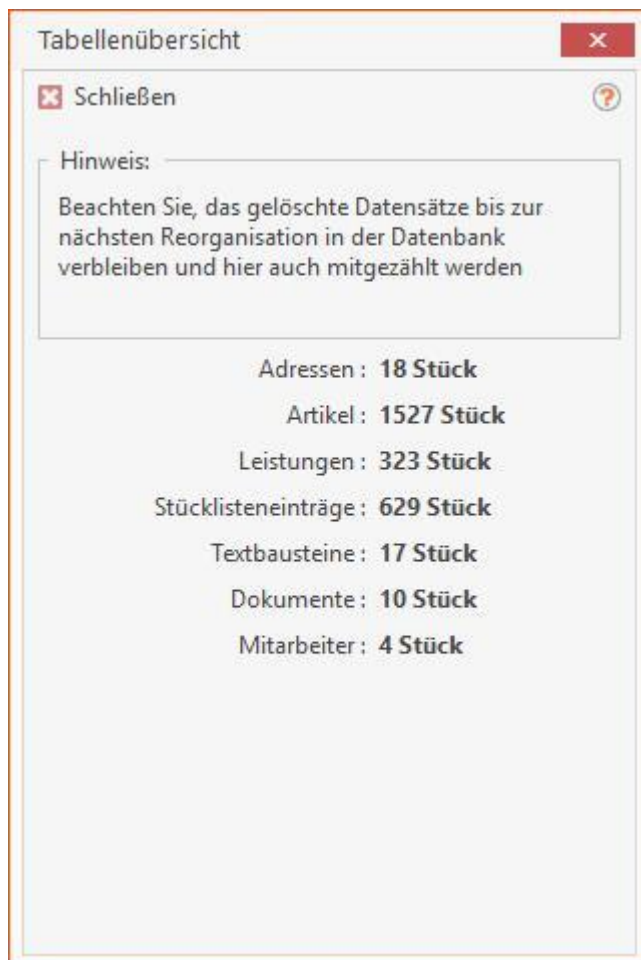 Tabellenübersicht
Schließen
Hinweis:
Beachten Sie, das gelöschte Datensätze bis zur
nächsten Reorganisation in der Datenbank
verbleiben und hier auch mitgezählt werden
Adressen : 18 Stück
Artikel : 1527 Stück
Leistungen : 323 Stück
Stücklisteneinträge : 629 Stück
Textbausteine : 17 Stück
Dokumente : 10 Stück
Mitarbeiter : 4 Stück